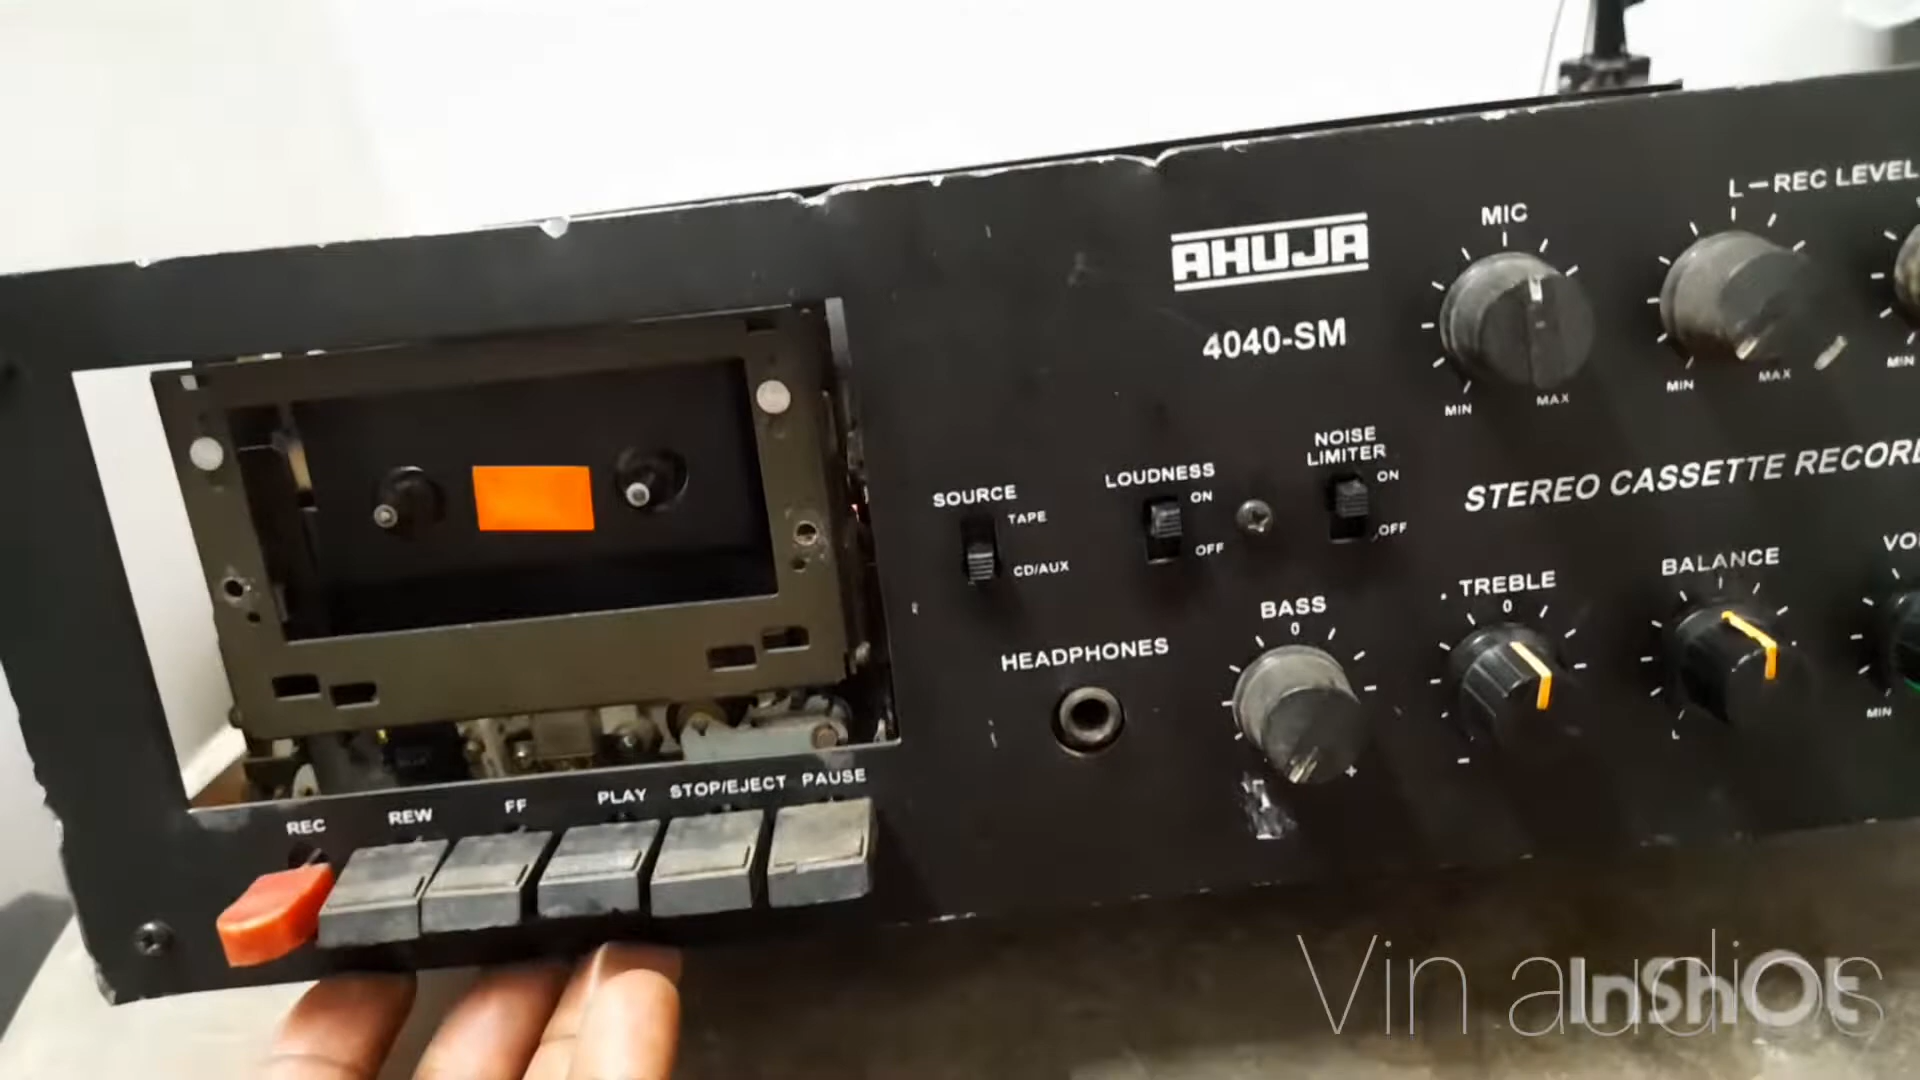 AHUJA
4040-SM
MIC
MIN
MAX
L-REC LEVEL
MIN
MAX
MIN
STEREO CASSETTE RECOR
SOURCE
TAPE
CD/AUX
LOUDNESS
ON
OFF
NOISE
LIMITER
ON
OFF
HEADPHONES
BASS
0
-
+
TREBLE
0
-
BALANCE
L
VO
MIN
REC
REW
FF
PLAY
STOP/EJECT
PAUSE
Vin audios
InShOt